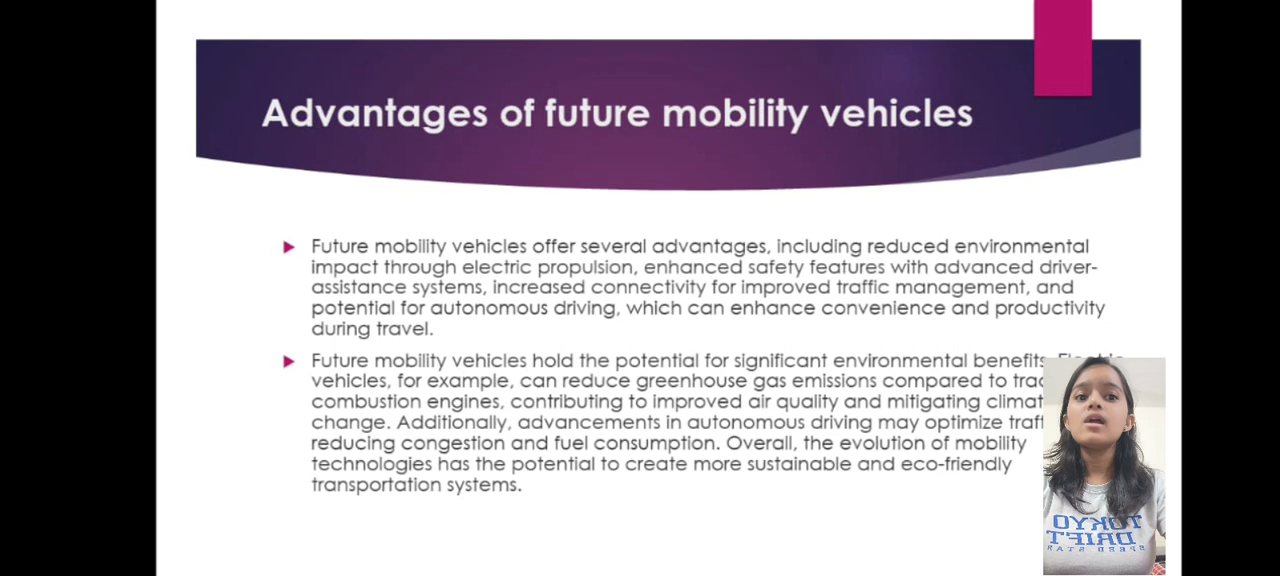 Advantages of future mobility vehicles
Future mobility vehicles offer several advantages, including reduced environmental
impact through electric propulsion, enhanced safety features with advanced driver-
assistance systems, increased connectivity for improved traffic management, and
potential for autonomous driving, which can enhance convenience and productivity
during travel.
Future mobility vehicles hold the potential for significant environmental benefits. Electric
vehicles, for example, can reduce greenhouse gas emissions compared to
combustion engines, contributing to improved air quality and mitigating
change. Additionally, advancements in autonomous driving may optimize
reducing congestion and fuel consumption. Overall, the evolution of mobility
technologies has the potential to create more sustainable and eco-friendly
transportation systems.
TOKYO
DRIFT
SPEED STAR